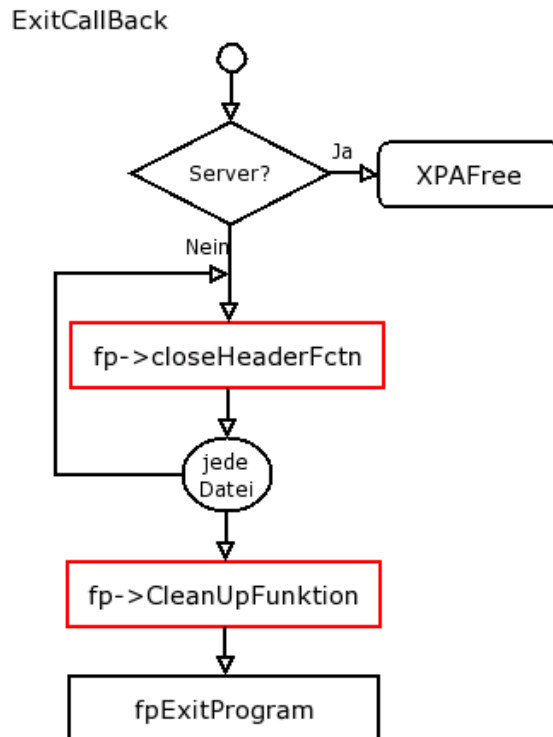 ExitCallBack
Ja
Server?
XPAFree
Nein
fp->closeHeaderFctn
jede
Datei
fp->CleanUpFunktion
fpExitProgram